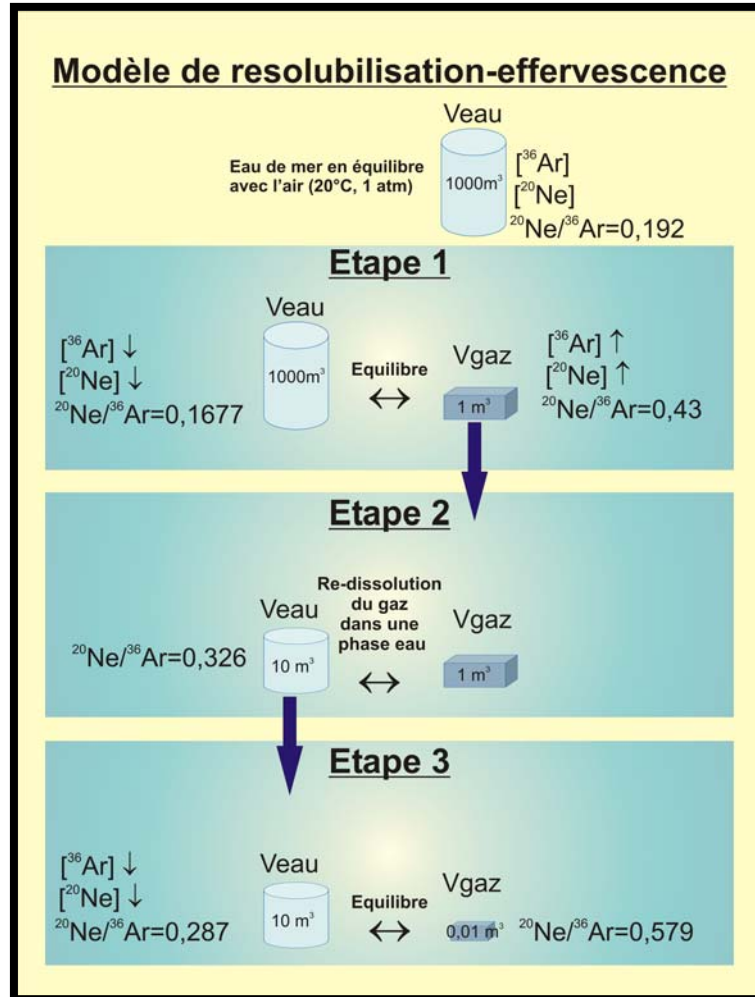 Modèle de resolubilisation-effervescence
Veau
Eau de mer en équilibre
avec l'air (20°C, 1 atm)
1000m³
[³⁶Ar]
[²⁰Ne]
²⁰Ne/³⁶Ar=0,192
Etape 1
Veau
[³⁶Ar] ↓
[²⁰Ne] ↓
²⁰Ne/³⁶Ar=0,1677
1000m³
Equilibre
↔
Vgaz
1 m³
[³⁶Ar] ↑
[²⁰Ne] ↑
²⁰Ne/³⁶Ar=0,43
Etape 2
Re-dissolution
du gaz
dans une
phase eau
Veau
Vgaz
²⁰Ne/³⁶Ar=0,326
10 m³
↔
1 m³
Etape 3
[³⁶Ar] ↓
[²⁰Ne] ↓
²⁰Ne/³⁶Ar=0,287
Veau
10 m³
Equilibre
↔
Vgaz
0,01 m³
²⁰Ne/³⁶Ar=0,579